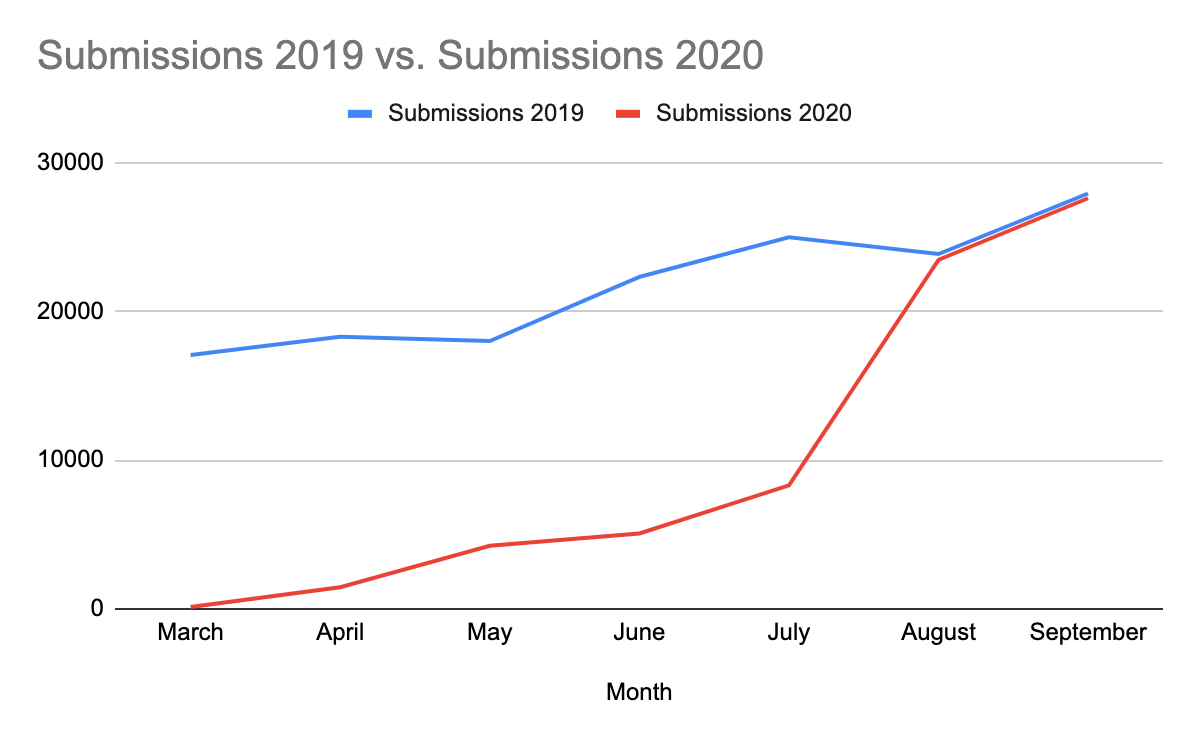 Submissions 2019 vs. Submissions 2020
Submissions 2019 Submissions 2020
30000
20000
10000
0
March April May June July August September
Month